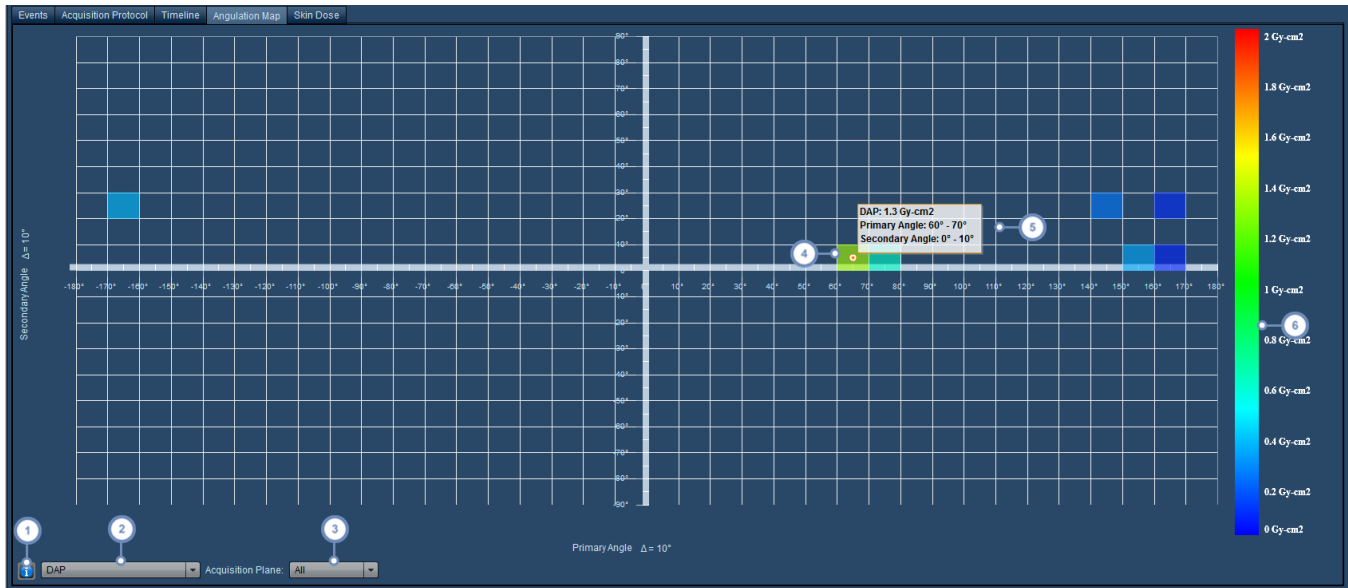 Events Acquisition Protocol Timeline Angulation Map Skin Dose
90°
80°
70°
60°
50°
40°
30°
20°
10°
0°
-10°
-20°
-30°
-40°
-50°
-60°
-70°
-80°
-90°
Secondary Angle Δ = 10°
-180° -170° -160° -150° -140° -130° -120° -110° -100° -90° -80° -70° -60° -50° -40° -30° -20° -10° 0° 10° 20° 30° 40° 50° 60° 70° 80° 90° 100° 110° 120° 130° 140° 150° 160° 170° 180°
DAP: 1.3 Gy-cm2
Primary Angle: 60° - 70°
Secondary Angle: 0° - 10°
4
5
2 Gy-cm2
1.8 Gy-cm2
1.6 Gy-cm2
1.4 Gy-cm2
1.2 Gy-cm2
1 Gy-cm2
6
0.8 Gy-cm2
0.6 Gy-cm2
0.4 Gy-cm2
0.2 Gy-cm2
0 Gy-cm2
1 2 3
Primary Angle Δ = 10°
i DAP Acquisition Plane: All